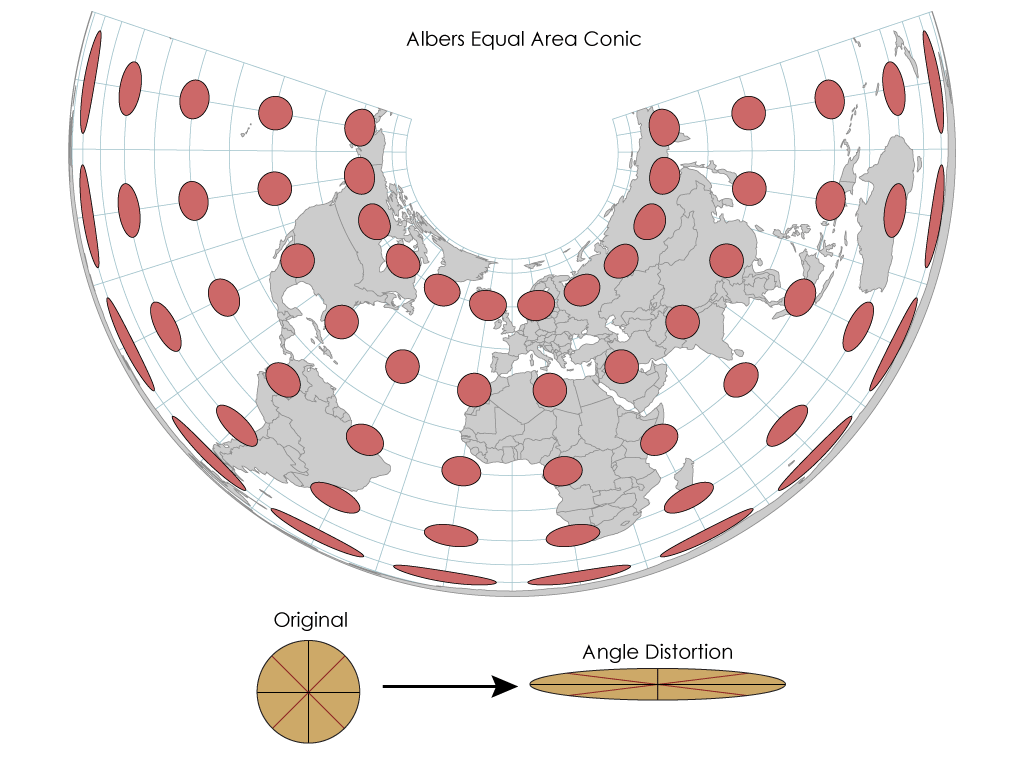 Albers Equal Area Conic
Original
Angle Distortion